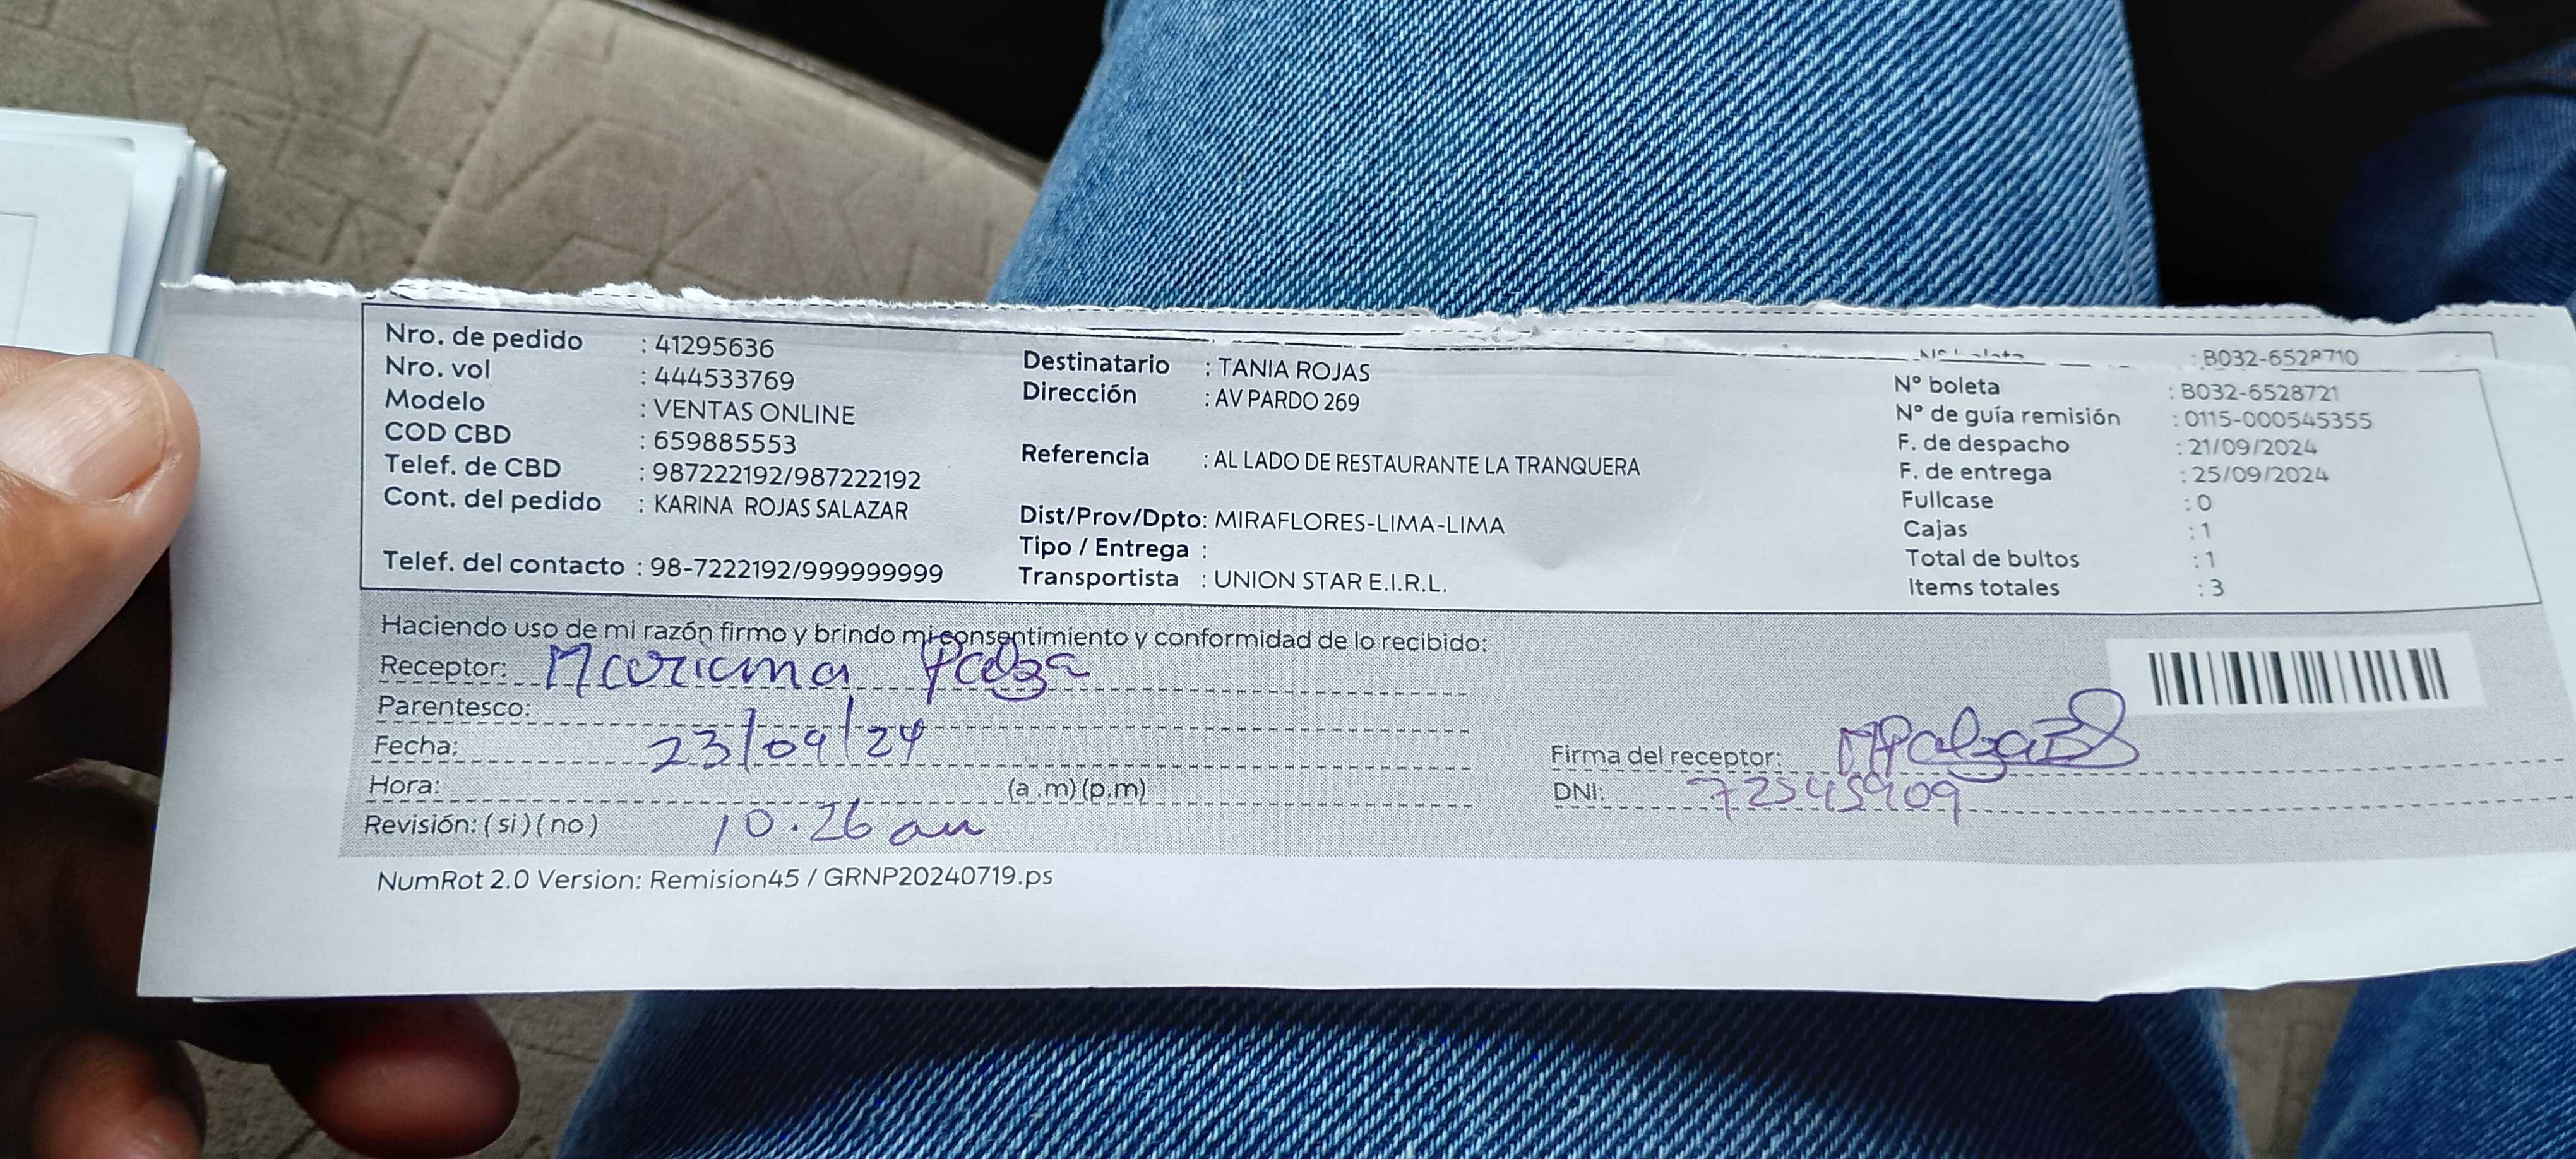 Nro. de pedido : 41295636
Nro. vol : 444533769
Modelo : VENTAS ONLINE
COD CBD : 659885553
Telef. de CBD : 987222192/987222192
Cont. del pedido : KARINA ROJAS SALAZAR
Telef. del contacto : 98-7222192/999999999
Destinatario : TANIA ROJAS
Dirección : AV PARDO 269
Referencia : AL LADO DE RESTAURANTE LA TRANQUERA
Dist/Prov/Dpto: MIRAFLORES-LIMA-LIMA
Tipo / Entrega :
Transportista : UNION STAR E.I.R.L.
: B032-6528710
N° boleta : B032-6528721
N° de guía remisión : 0115-000545355
F. de despacho : 21/09/2024
F. de entrega : 25/09/2024
Fullcase : 0
Cajas : 1
Total de bultos : 1
Items totales : 3
Haciendo uso de mi razón firmo y brindo mi consentimiento y conformidad de lo recibido:
Receptor: Mariana Palza
Parentesco:
Fecha: 23/09/24
Hora: (a.m)(p.m)
Revisión: (si)(no) 10.26 am
Firma del receptor: MPalza
DNI: 72545909
NumRot 2.0 Version: Remision45 / GRNP20240719.ps